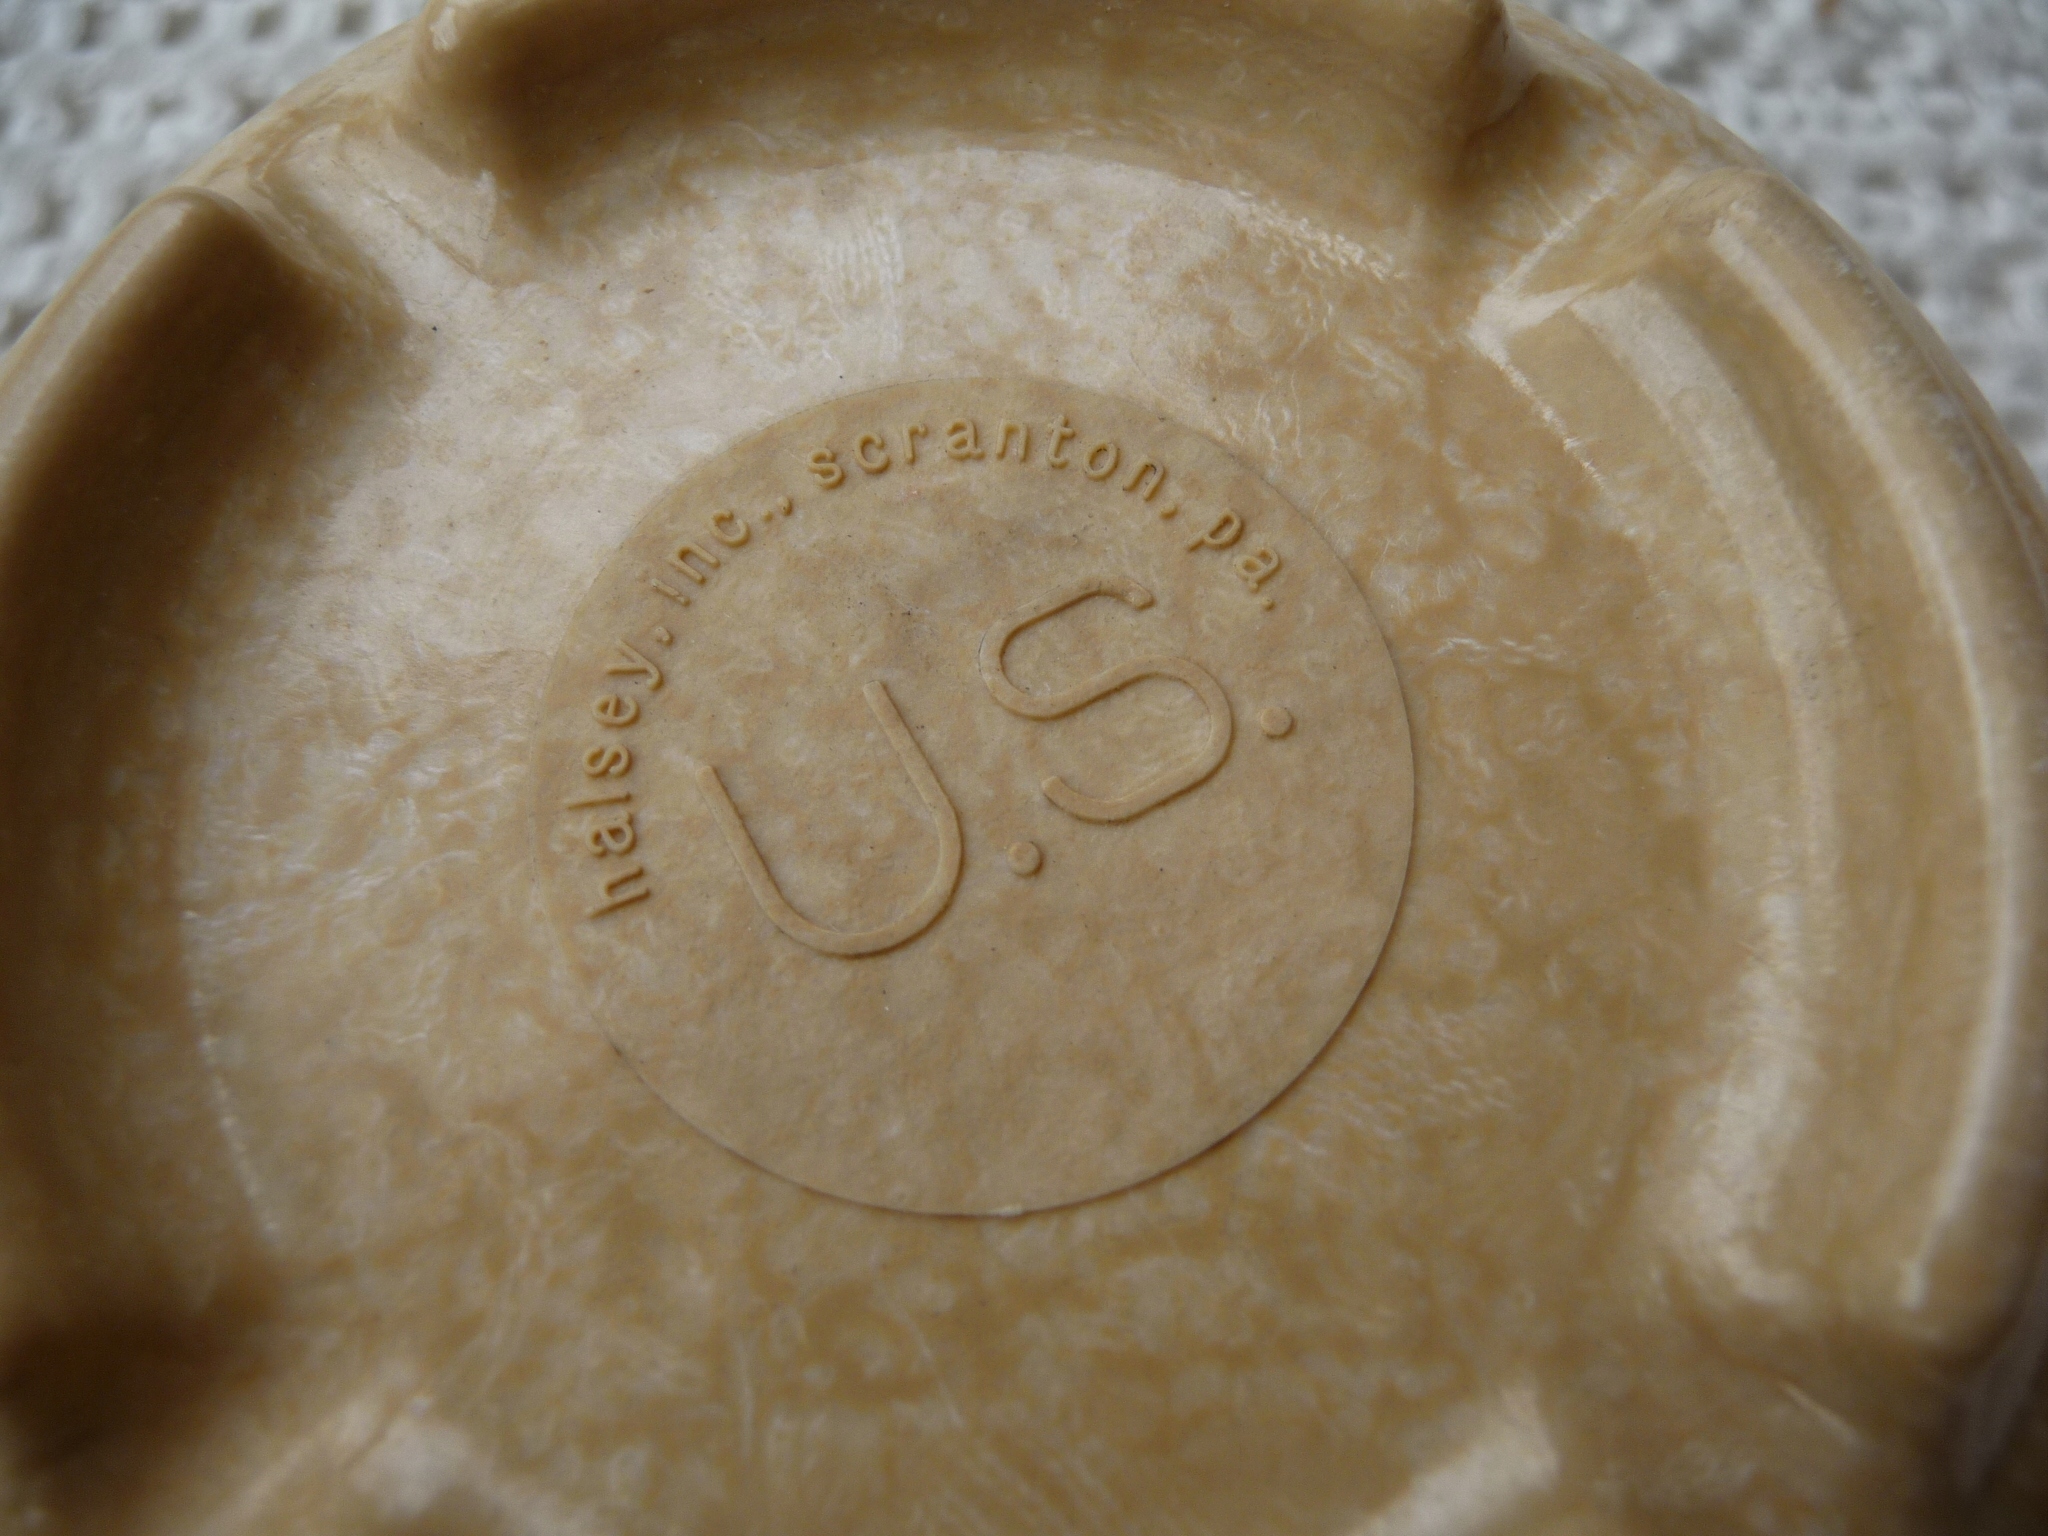 halsey, inc., scranton, pa.
U.S.